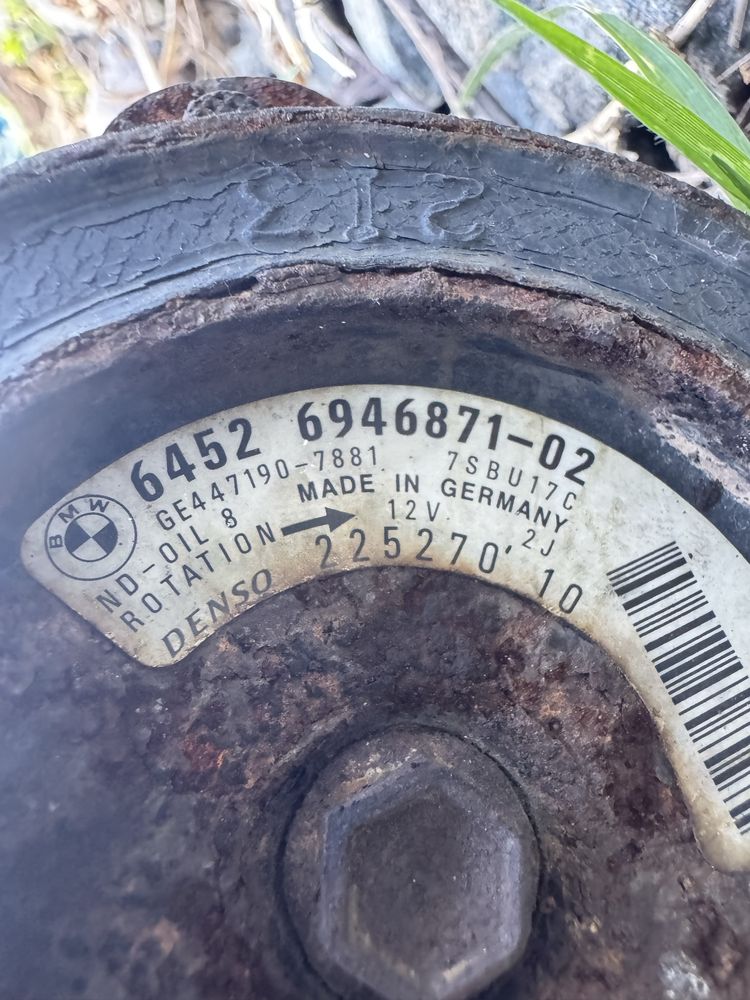 212
6452 6946871-02
GE447190-7881 7SBU17C
BMW
MADE IN GERMANY
ND-OIL 8
12V 2J
ROTATION
225270' 10
DENSO